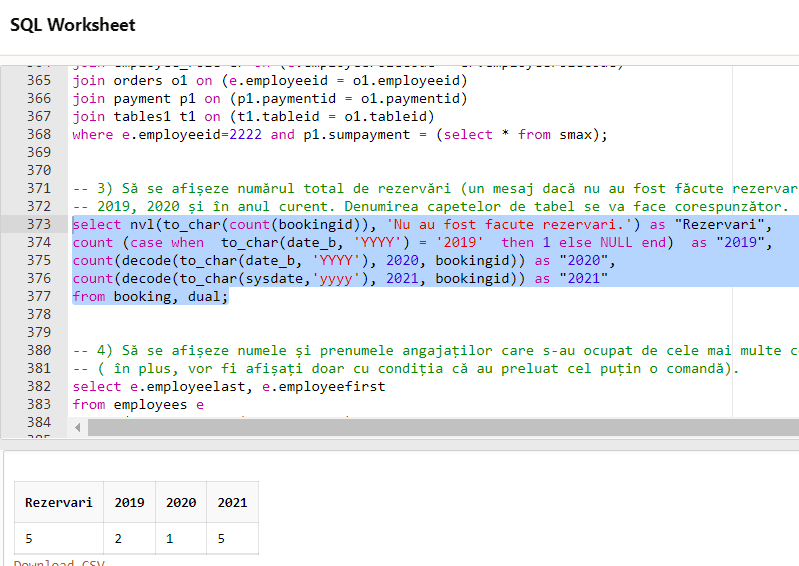 SQL Worksheet
365 join orders o1 on (e.employeeid = o1.employeeid)
366 join payment p1 on (p1.paymentid = o1.paymentid)
367 join tables1 t1 on (t1.tableid = o1.tableid)
368 where e.employeeid=2222 and p1.sumpayment = (select * from smax);
369
370
371 -- 3) Să se afișeze numărul total de rezervări (un mesaj dacă nu au fost făcute rezervar
372 -- 2019, 2020 și în anul curent. Denumirea capetelor de tabel se va face corespunzător.
373 select nvl(to_char(count(bookingid)), 'Nu au fost facute rezervari.') as "Rezervari",
374 count (case when  to_char(date_b, 'YYYY') = '2019'  then 1 else NULL end)  as "2019",
375 count(decode(to_char(date_b, 'YYYY'), 2020, bookingid)) as "2020",
376 count(decode(to_char(sysdate,'yyyy'), 2021, bookingid)) as "2021"
377 from booking, dual;
378
379
380 -- 4) Să se afișeze numele și prenumele angajaților care s-au ocupat de cele mai multe c
381 -- ( în plus, vor fi afișați doar cu condiția că au preluat cel puțin o comandă).
382 select e.employeelast, e.employeefirst
383 from employees e
384
Rezervari 2019 2020 2021
5 2 1 5
Download CSV